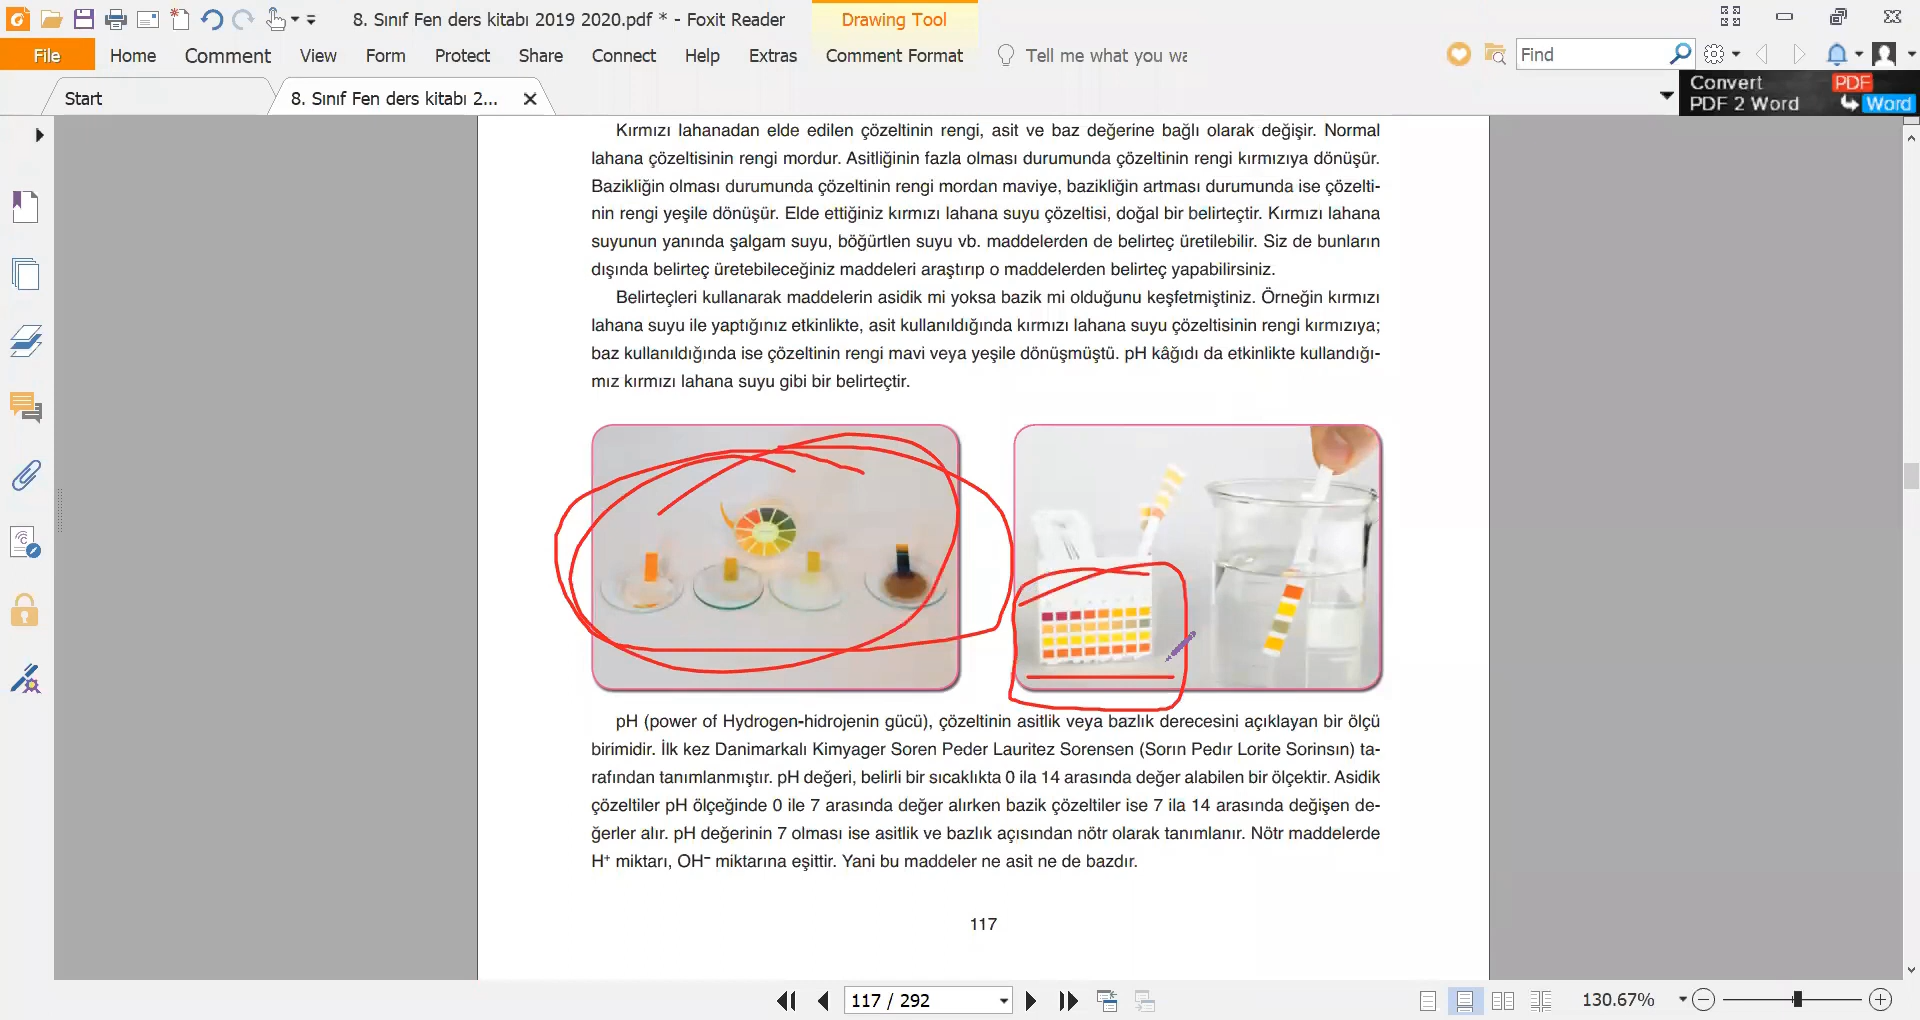 8. Sınıf Fen ders kitabı 2019 2020.pdf * - Foxit Reader
Drawing Tool
File Home Comment View Form Protect Share Connect Help Extras Comment Format Tell me what you wa Find
Start 8. Sınıf Fen ders kitabı 2...
Convert PDF
PDF 2 Word Word
Kırmızı lahanadan elde edilen çözeltinin rengi, asit ve baz değerine bağlı olarak değişir. Normal
lahana çözeltisinin rengi mordur. Asitliğinin fazla olması durumunda çözeltinin rengi kırmızıya dönüşür.
Bazikliğin olması durumunda çözeltinin rengi mordan maviye, bazikliğin artması durumunda ise çözelti-
nin rengi yeşile dönüşür. Elde ettiğiniz kırmızı lahana suyu çözeltisi, doğal bir belirteçtir. Kırmızı lahana
suyunun yanında şalgam suyu, böğürtlen suyu vb. maddelerden de belirteç üretilebilir. Siz de bunların
dışında belirteç üretebileceğiniz maddeleri araştırıp o maddelerden belirteç yapabilirsiniz.
Belirteçleri kullanarak maddelerin asidik mi yoksa bazik mi olduğunu keşfetmiştiniz. Örneğin kırmızı
lahana suyu ile yaptığınız etkinlikte, asit kullanıldığında kırmızı lahana suyu çözeltisinin rengi kırmızıya;
baz kullanıldığında ise çözeltinin rengi mavi veya yeşile dönüşmüştü. pH kâğıdı da etkinlikte kullandığı-
mız kırmızı lahana suyu gibi bir belirteçtir.
pH (power of Hydrogen-hidrojenin gücü), çözeltinin asitlik veya bazlık derecesini açıklayan bir ölçü
birimidir. İlk kez Danimarkalı Kimyager Soren Peder Lauritez Sorensen (Sorın Pedır Lorite Sorinsın) ta-
rafından tanımlanmıştır. pH değeri, belirli bir sıcaklıkta 0 ila 14 arasında değer alabilen bir ölçektir. Asidik
çözeltiler pH ölçeğinde 0 ile 7 arasında değer alırken bazik çözeltiler ise 7 ila 14 arasında değişen de-
ğerler alır. pH değerinin 7 olması ise asitlik ve bazlık açısından nötr olarak tanımlanır. Nötr maddelerde
H⁺ miktarı, OH⁻ miktarına eşittir. Yani bu maddeler ne asit ne de bazdır.
117
117 / 292
130.67%